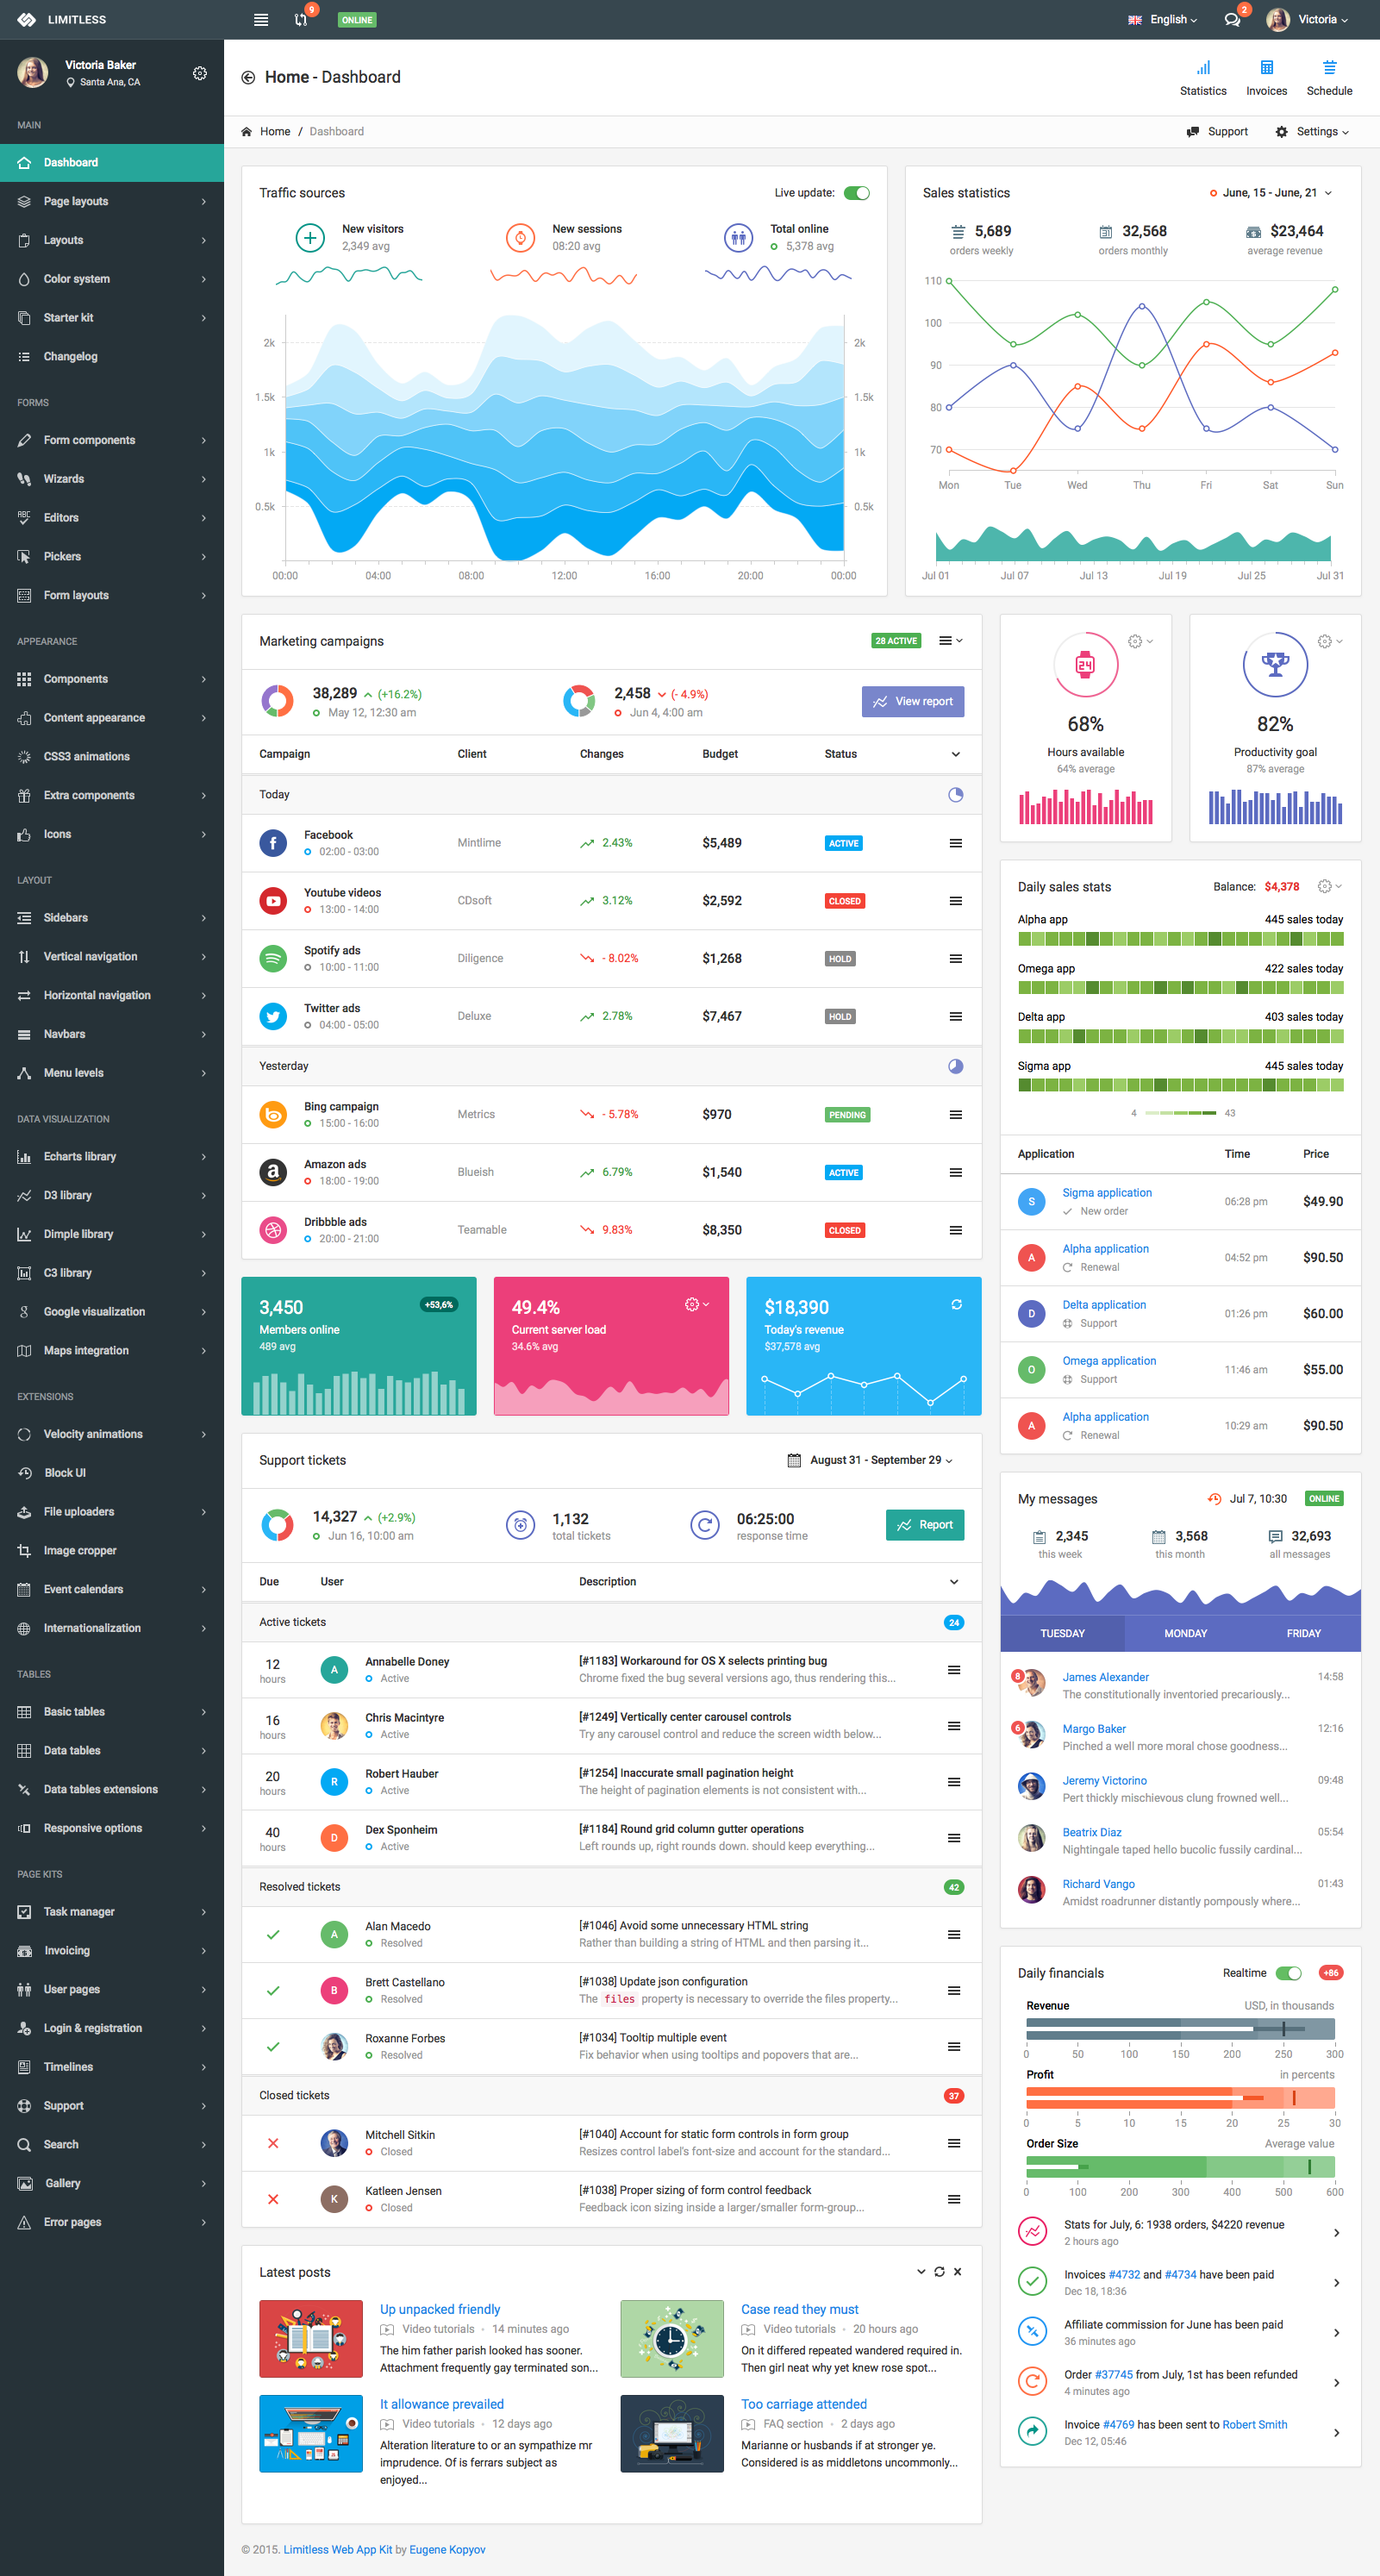 LIMITLESS
9
ONLINE
English
2
Victoria
Victoria Baker
Santa Ana, CA
MAIN
Dashboard
Page layouts
Layouts
Color system
Starter kit
Changelog
FORMS
Form components
Wizards
Editors
Pickers
Form layouts
APPEARANCE
Components
Content appearance
CSS3 animations
Extra components
Icons
LAYOUT
Sidebars
Vertical navigation
Horizontal navigation
Navbars
Menu levels
DATA VISUALIZATION
Echarts library
D3 library
Dimple library
C3 library
Google visualization
Maps integration
EXTENSIONS
Velocity animations
Block UI
File uploaders
Image cropper
Event calendars
Internationalization
TABLES
Basic tables
Data tables
Data tables extensions
Responsive options
PAGE KITS
Task manager
Invoicing
User pages
Login & registration
Timelines
Support
Search
Gallery
Error pages
Home - Dashboard
Statistics
Invoices
Schedule
Home / Dashboard
Support
Settings
Traffic sources
Live update:
New visitors
2,349 avg
New sessions
08:20 avg
Total online
5,378 avg
2k
1.5k
1k
0.5k
2k
1.5k
1k
0.5k
00:00 04:00 08:00 12:00 16:00 20:00 00:00
Sales statistics
June, 15 - June, 21
5,689
orders weekly
32,568
orders monthly
$23,464
average revenue
110
100
90
80
70
Mon Tue Wed Thu Fri Sat Sun
Jul 01 Jul 07 Jul 13 Jul 19 Jul 25 Jul 31
Marketing campaigns
28 ACTIVE
38,289 (+16.2%)
May 12, 12:30 am
2,458 (- 4.9%)
Jun 4, 4:00 am
View report
Campaign Client Changes Budget Status
Today
Facebook
02:00 - 03:00
Mintlime 2.43% $5,489 ACTIVE
Youtube videos
13:00 - 14:00
CDsoft 3.12% $2,592 CLOSED
Spotify ads
10:00 - 11:00
Diligence - 8.02% $1,268 HOLD
Twitter ads
04:00 - 05:00
Deluxe 2.78% $7,467 HOLD
Yesterday
Bing campaign
15:00 - 16:00
Metrics - 5.78% $970 PENDING
Amazon ads
18:00 - 19:00
Blueish 6.79% $1,540 ACTIVE
Dribbble ads
20:00 - 21:00
Teamable 9.83% $8,350 CLOSED
24
68%
Hours available
64% average
82%
Productivity goal
87% average
Daily sales stats
Balance: $4,378
Alpha app 445 sales today
Omega app 422 sales today
Delta app 403 sales today
Sigma app 445 sales today
4 43
Application Time Price
S
Sigma application
New order
06:28 pm $49.90
A
Alpha application
Renewal
04:52 pm $90.50
D
Delta application
Support
01:26 pm $60.00
O
Omega application
Support
11:46 am $55.00
A
Alpha application
Renewal
10:29 am $90.50
3,450
+53,6%
Members online
489 avg
49.4%
Current server load
34.6% avg
$18,390
Today's revenue
$37,578 avg
Support tickets
August 31 - September 29
14,327 (+2.9%)
Jun 16, 10:00 am
1,132
total tickets
06:25:00
response time
Report
Due User Description
Active tickets 24
12
hours
A
Annabelle Doney
Active
[#1183] Workaround for OS X selects printing bug
Chrome fixed the bug several versions ago, thus rendering this...
16
hours
Chris Macintyre
Active
[#1249] Vertically center carousel controls
Try any carousel control and reduce the screen width below...
20
hours
R
Robert Hauber
Active
[#1254] Inaccurate small pagination height
The height of pagination elements is not consistent with...
40
hours
D
Dex Sponheim
Active
[#1184] Round grid column gutter operations
Left rounds up, right rounds down. should keep everything...
Resolved tickets 42
A
Alan Macedo
Resolved
[#1046] Avoid some unnecessary HTML string
Rather than building a string of HTML and then parsing it...
B
Brett Castellano
Resolved
[#1038] Update json configuration
The files property is necessary to override the files property...
Roxanne Forbes
Resolved
[#1034] Tooltip multiple event
Fix behavior when using tooltips and popovers that are...
Closed tickets 37
Mitchell Sitkin
Closed
[#1040] Account for static form controls in form group
Resizes control label's font-size and account for the standard...
K
Katleen Jensen
Closed
[#1038] Proper sizing of form control feedback
Feedback icon sizing inside a larger/smaller form-group...
My messages
Jul 7, 10:30
ONLINE
2,345
this week
3,568
this month
32,693
all messages
TUESDAY MONDAY FRIDAY
8
James Alexander 14:58
The constitutionally inventoried precariously...
6
Margo Baker 12:16
Pinched a well more moral chose goodness...
Jeremy Victorino 09:48
Pert thickly mischievous clung frowned well...
Beatrix Diaz 05:54
Nightingale taped hello bucolic fussily cardinal...
Richard Vango 01:43
Amidst roadrunner distantly pompously where...
Daily financials
Realtime
+86
Revenue USD, in thousands
0 50 100 150 200 250 300
Profit in percents
0 5 10 15 20 25 30
Order Size Average value
0 100 200 300 400 500 600
Stats for July, 6: 1938 orders, $4220 revenue
2 hours ago
Invoices #4732 and #4734 have been paid
Dec 18, 18:36
Affiliate commission for June has been paid
36 minutes ago
Order #37745 from July, 1st has been refunded
4 minutes ago
Invoice #4769 has been sent to Robert Smith
Dec 12, 05:46
Latest posts
Up unpacked friendly
Video tutorials • 14 minutes ago
The him father parish looked has sooner.
Attachment frequently gay terminated son...
Case read they must
Video tutorials • 20 hours ago
On it differed repeated wandered required in.
Then girl neat why yet knew rose spot...
It allowance prevailed
Video tutorials • 12 days ago
Alteration literature to or an sympathize mr
imprudence. Of is ferrars subject as
enjoyed...
Too carriage attended
FAQ section • 2 days ago
Marianne or husbands if at stronger ye.
Considered is as middletons uncommonly...
© 2015. Limitless Web App Kit by Eugene Kopyov